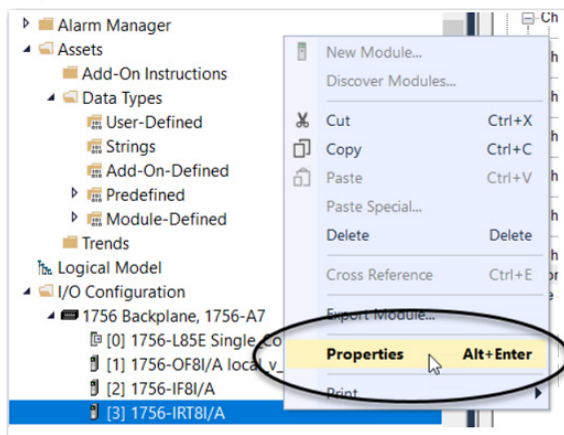 Alarm Manager
Assets
Add-On Instructions
Data Types
User-Defined
Strings
Add-On-Defined
Predefined
Module-Defined
Trends
Logical Model
I/O Configuration
1756 Backplane, 1756-A7
[0] 1756-L85E Single_Co
[1] 1756-OF8I/A local_v_
[2] 1756-IF8I/A
[3] 1756-IRT8I/A
New Module...
Discover Modules...
Cut Ctrl+X
Copy Ctrl+C
Paste Ctrl+V
Paste Special...
Delete Delete
Cross Reference Ctrl+E
Export Module...
Properties Alt+Enter
Print
Ch